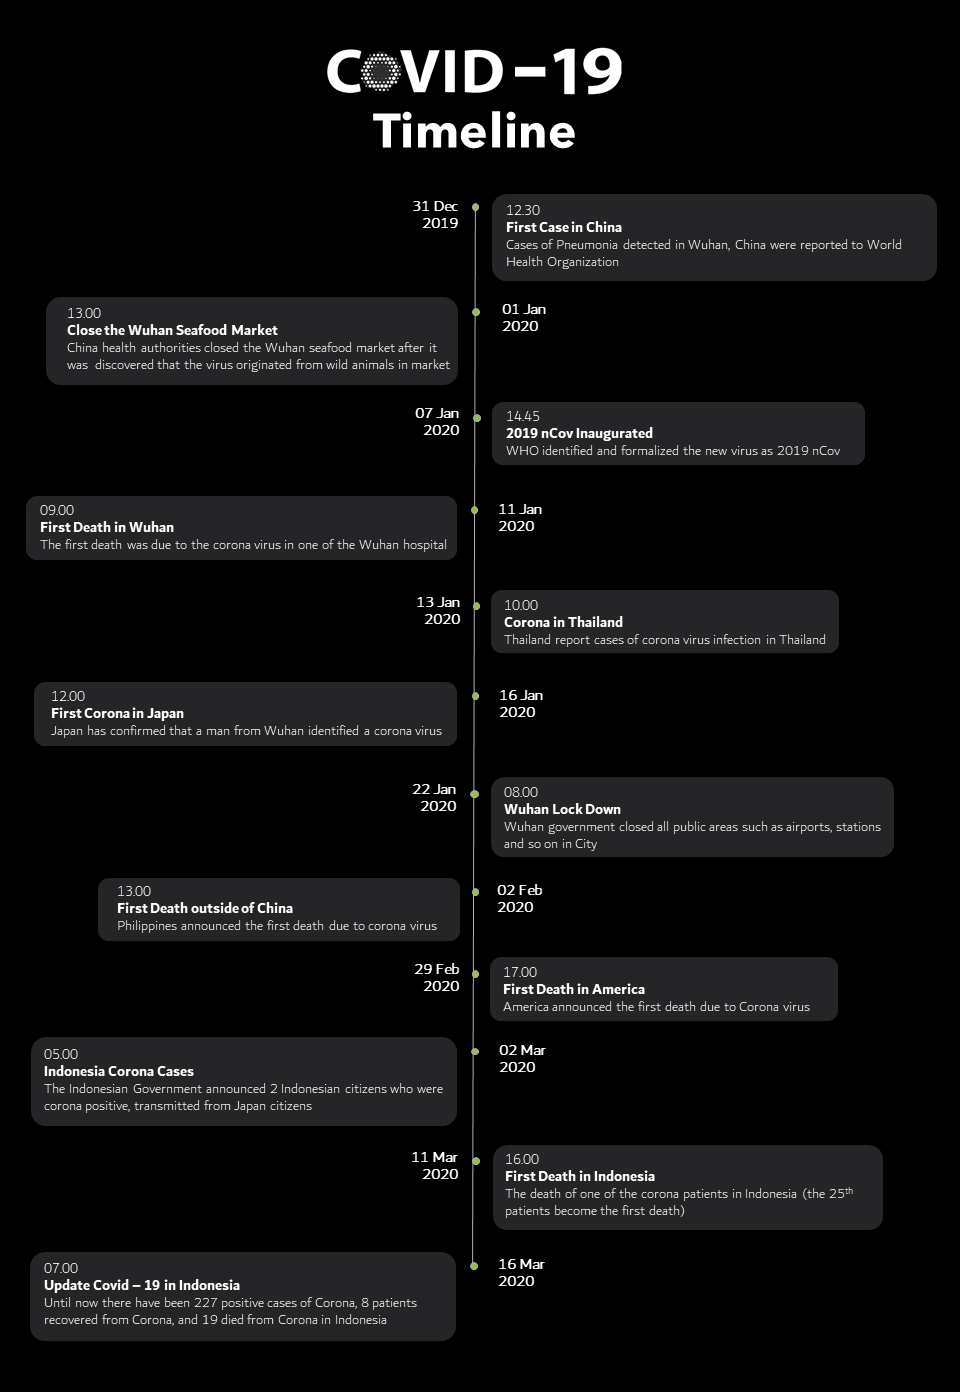 COVID-19
Timeline
31 Dec
2019
12.30
First Case in China
Cases of Pneumonia detected in Wuhan, China were reported to World
Health Organization
01 Jan
2020
13.00
Close the Wuhan Seafood Market
China health authorities closed the Wuhan seafood market after it
was discovered that the virus originated from wild animals in market
07 Jan
2020
14.45
2019 nCov Inaugurated
WHO identified and formalized the new virus as 2019 nCov
11 Jan
2020
09.00
First Death in Wuhan
The first death was due to the corona virus in one of the Wuhan hospital
13 Jan
2020
10.00
Corona in Thailand
Thailand report cases of corona virus infection in Thailand
16 Jan
2020
12.00
First Corona in Japan
Japan has confirmed that a man from Wuhan identified a corona virus
22 Jan
2020
08.00
Wuhan Lock Down
Wuhan government closed all public areas such as airports, stations
and so on in City
02 Feb
2020
13.00
First Death outside of China
Philippines announced the first death due to corona virus
29 Feb
2020
17.00
First Death in America
America announced the first death due to Corona virus
02 Mar
2020
05.00
Indonesia Corona Cases
The Indonesian Government announced 2 Indonesian citizens who were
corona positive, transmitted from Japan citizens
11 Mar
2020
16.00
First Death in Indonesia
The death of one of the corona patients in Indonesia (the 25th
patients become the first death)
16 Mar
2020
07.00
Update Covid – 19 in Indonesia
Until now there have been 227 positive cases of Corona, 8 patients
recovered from Corona, and 19 died from Corona in Indonesia